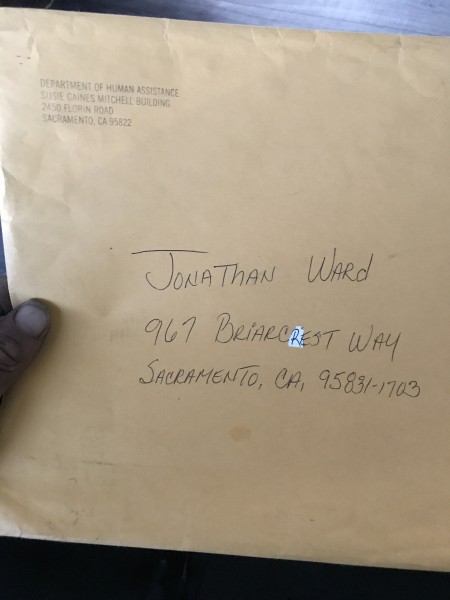 DEPARTMENT OF HUMAN ASSISTANCE
SUSIE GAINES MITCHELL BUILDING
2450 FLORIN ROAD
SACRAMENTO, CA 95822
JONATHAN WARD
967 BRIARCREST WAY
SACRAMENTO, CA, 95831-1703